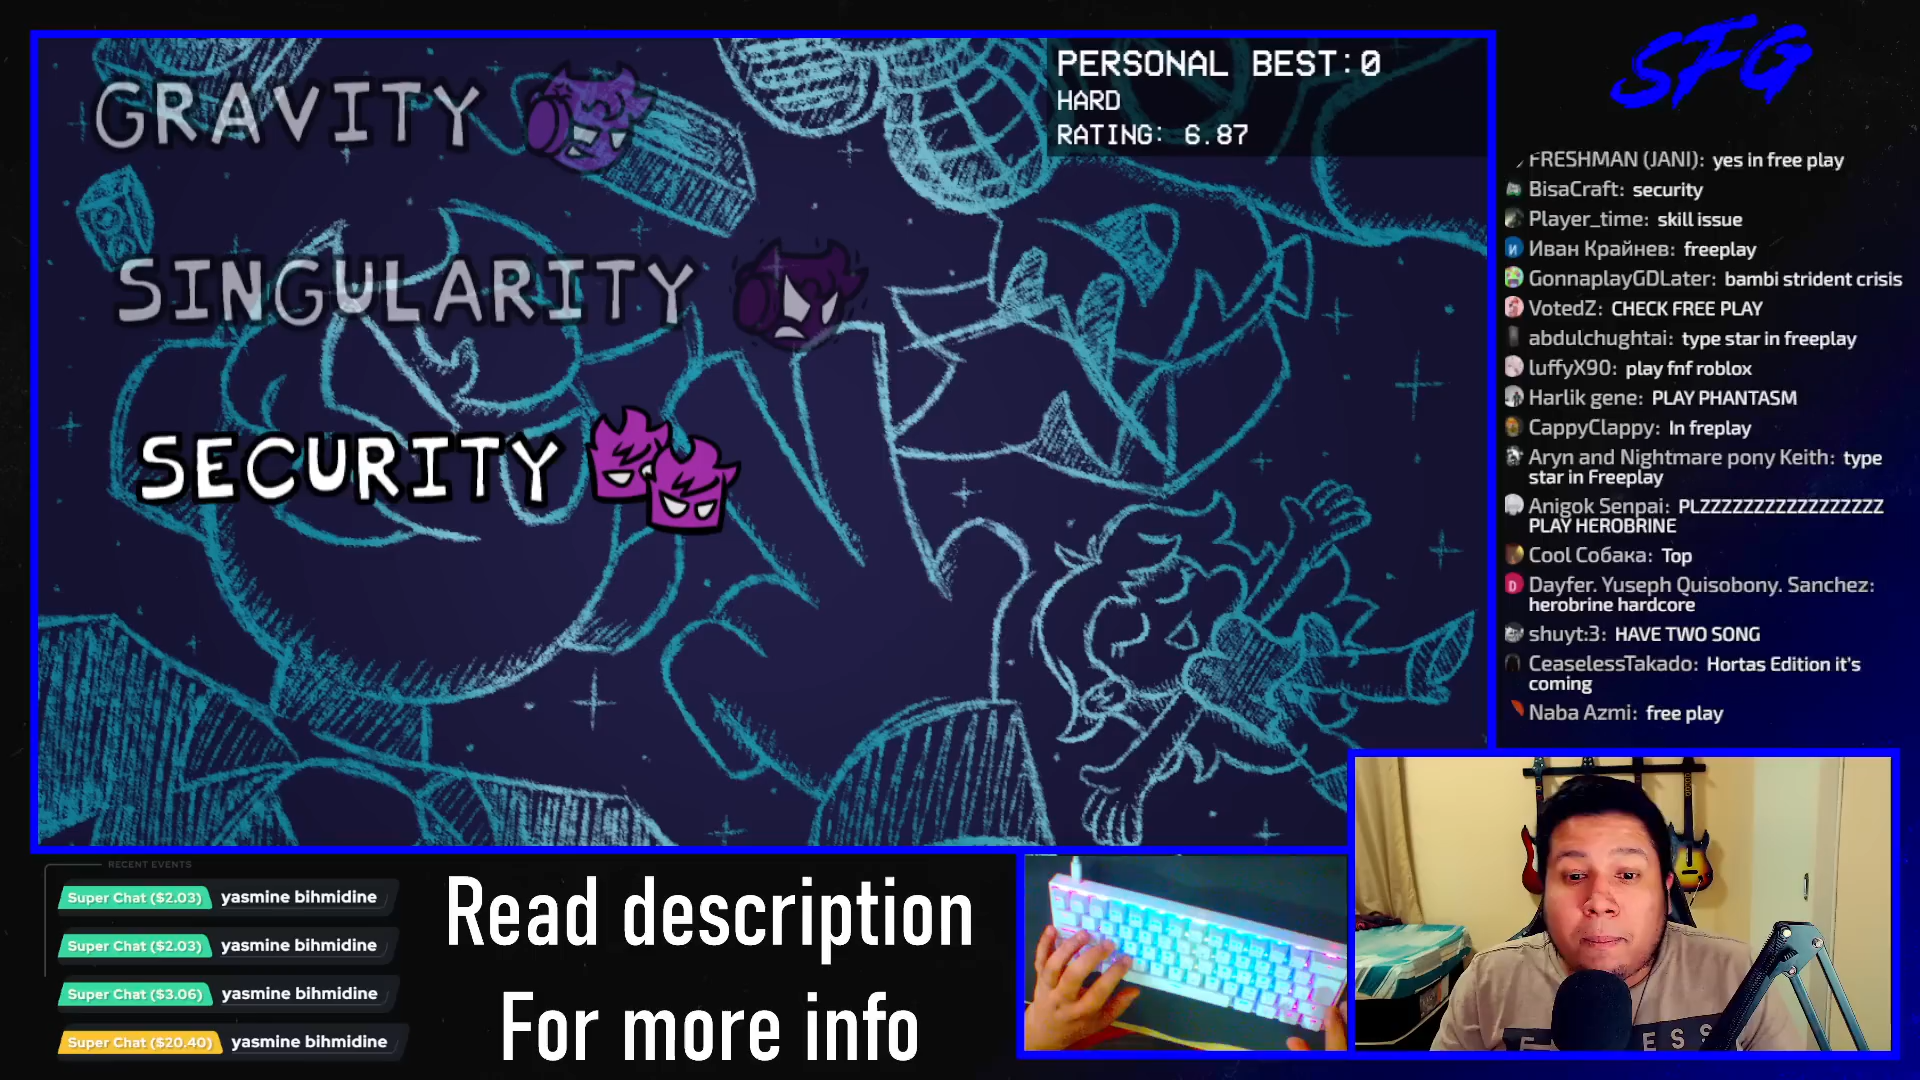 GRAVITY
SINGULARITY
SECURITY
PERSONAL BEST:0
HARD
RATING: 6.87
SFG
FRESHMAN (JANI): yes in free play
BisaCraft: security
Player_time: skill issue
Иван Крайнев: freeplay
GonnaplayGDLater: bambi strident crisis
VotedZ: CHECK FREE PLAY
abdulchughtai: type star in freeplay
luffyX90: play fnf roblox
Harlik gene: PLAY PHANTASM
CappyClappy: In freplay
Aryn and Nightmare pony Keith: type
star in Freeplay
Anigok Senpai: PLZZZZZZZZZZZZZZZZZ
PLAY HEROBRINE
Cool Собака: Top
Dayfer. Yuseph Quisobony. Sanchez:
herobrine hardcore
shuyt:3: HAVE TWO SONG
CeaselessTakado: Hortas Edition it's
coming
Naba Azmi: free play
RECENT EVENTS
Super Chat ($2.03) yasmine bihmidine
Super Chat ($2.03) yasmine bihmidine
Super Chat ($3.06) yasmine bihmidine
Super Chat ($20.40) yasmine bihmidine
Read description
For more info